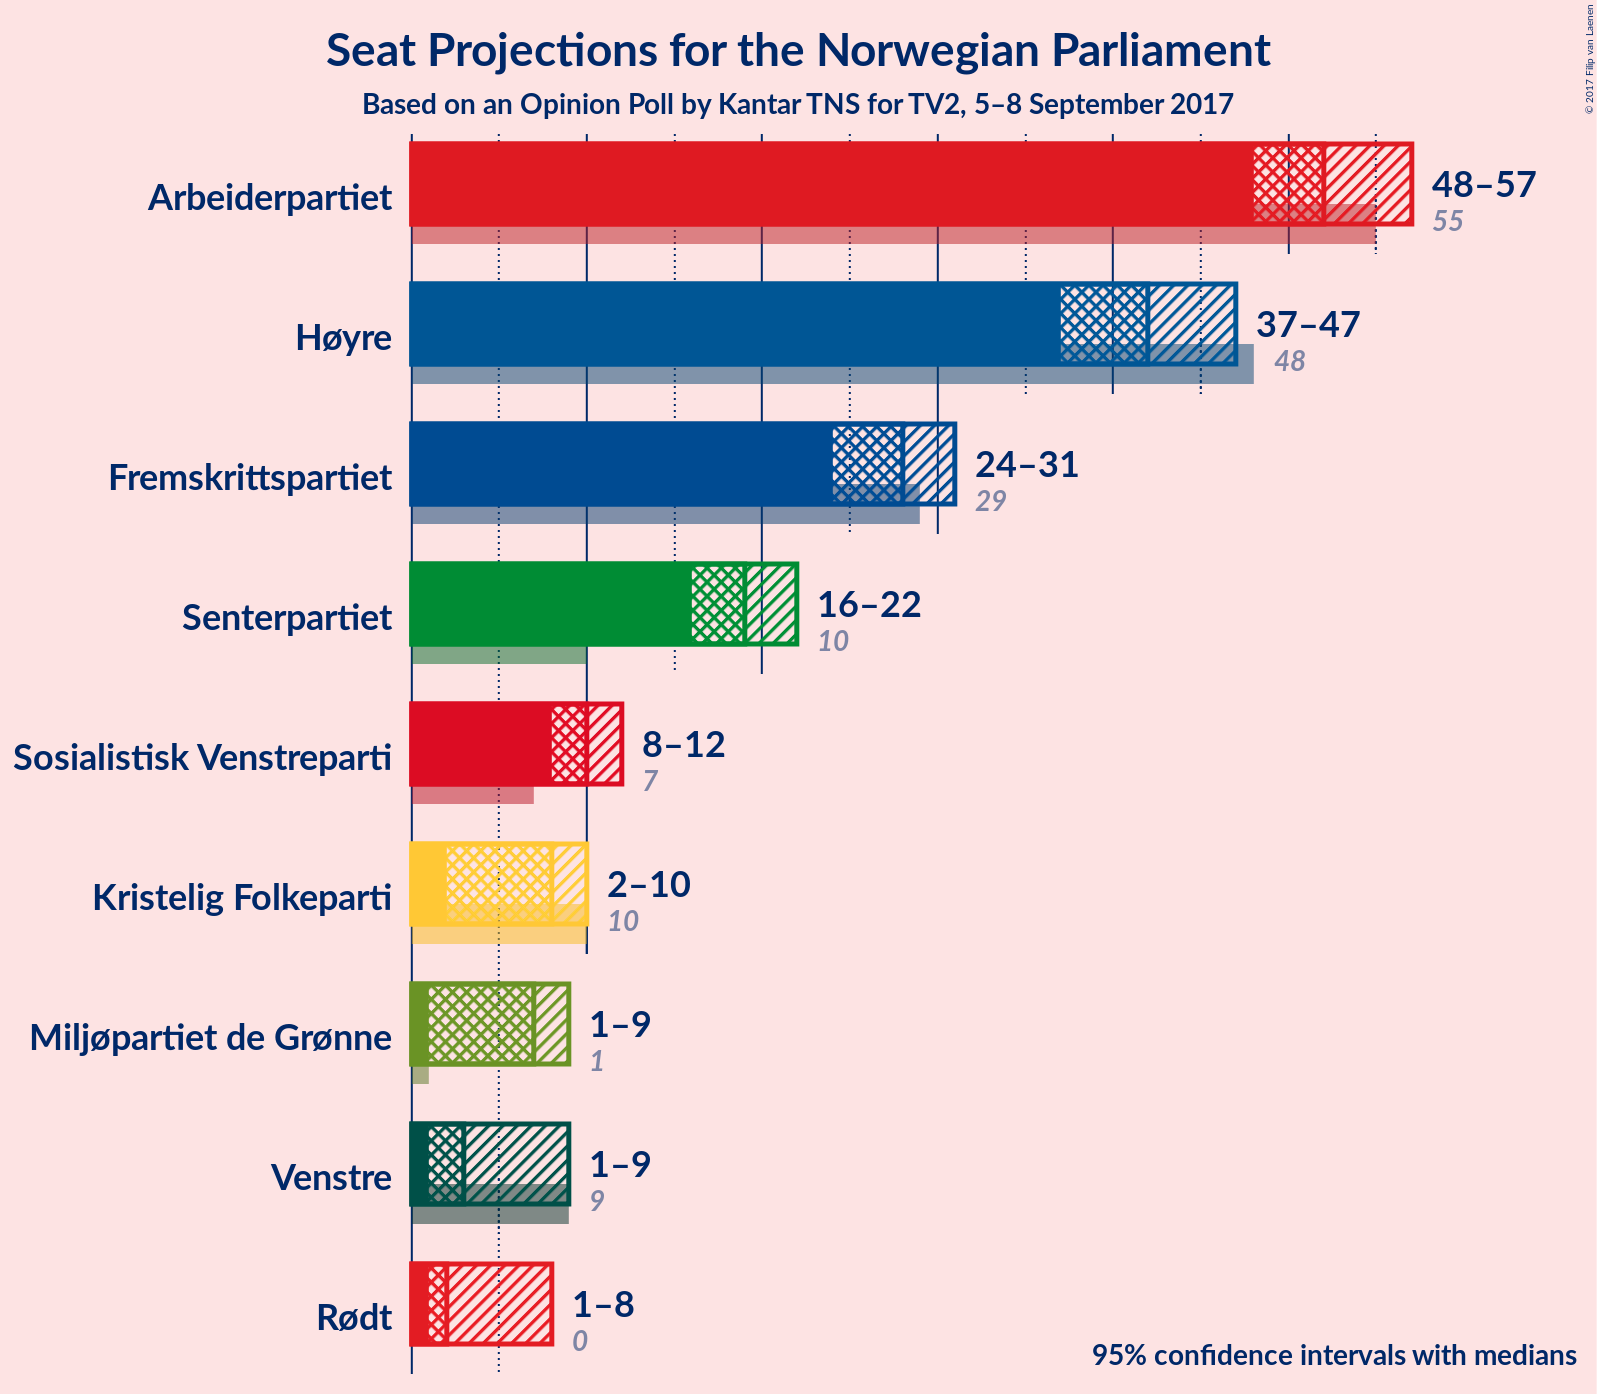 Seat Projections for the Norwegian Parliament
Based on an Opinion Poll by Kantar TNS for TV2, 5–8 September 2017
© 2017 Filip van Laenen
Arbeiderpartiet
48–57
55
Høyre
37–47
48
Fremskrittspartiet
24–31
29
Senterpartiet
16–22
10
Sosialistisk Venstreparti
8–12
7
Kristelig Folkeparti
2–10
10
Miljøpartiet de Grønne
1–9
1
Venstre
1–9
9
Rødt
1–8
0
95% confidence intervals with medians